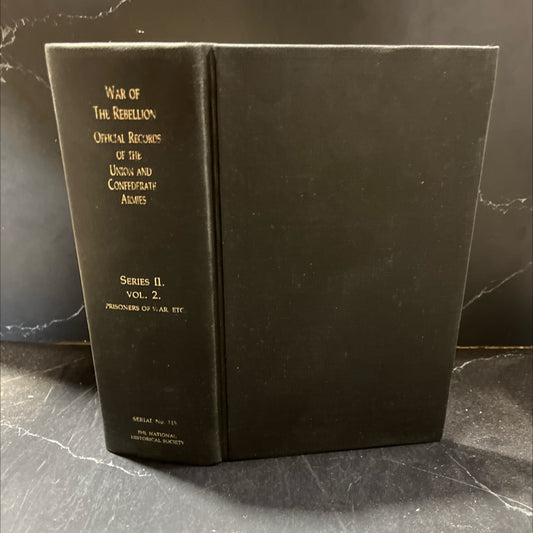 WAR OF
THE REBELLION
OFFICIAL RECORDS
OF THE
UNION AND
CONFEDERATE
ARMIES
SERIES II.
VOL. 2.
PRISONERS OF WAR, ETC.
SERIAL NO. 115
THE NATIONAL
HISTORICAL SOCIETY